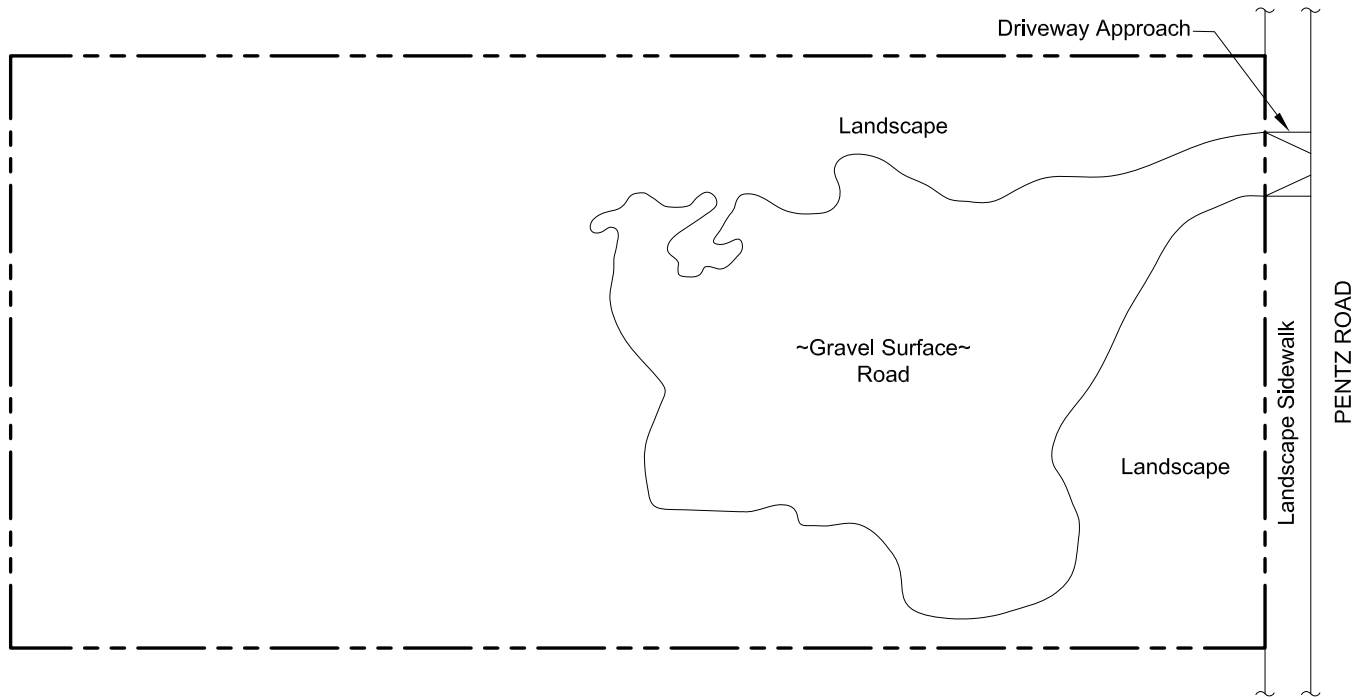 Driveway Approach
Landscape
~Gravel Surface~
Road
Landscape
Landscape Sidewalk
PENTZ ROAD